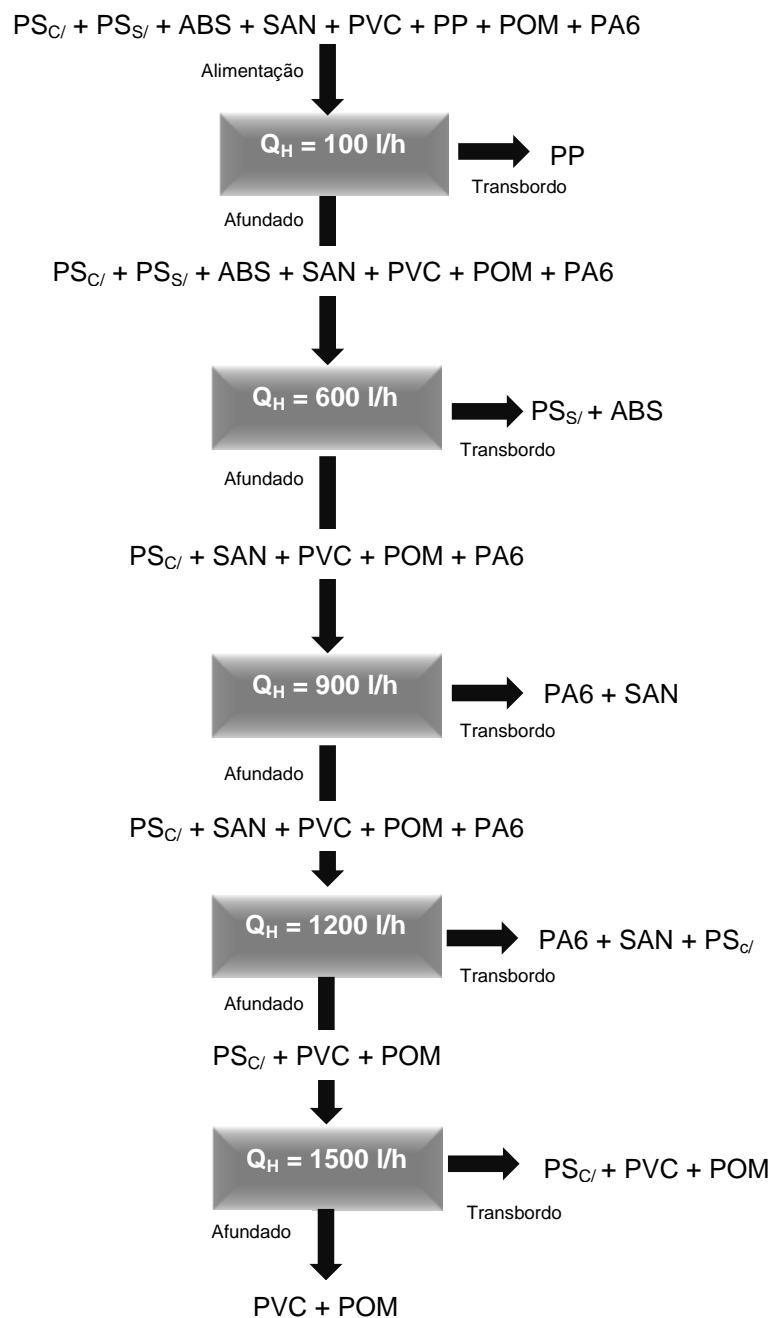 PSC/ + PSS/ + ABS + SAN + PVC + PP + POM + PA6
Alimentação
QH = 100 l/h
PP
Transbordo
Afundado
PSC/ + PSS/ + ABS + SAN + PVC + POM + PA6
QH = 600 l/h
PSS/ + ABS
Transbordo
Afundado
PSC/ + SAN + PVC + POM + PA6
QH = 900 l/h
PA6 + SAN
Transbordo
Afundado
PSC/ + SAN + PVC + POM + PA6
QH = 1200 l/h
PA6 + SAN + PSc/
Transbordo
Afundado
PSC/ + PVC + POM
QH = 1500 l/h
PSC/ + PVC + POM
Transbordo
Afundado
PVC + POM